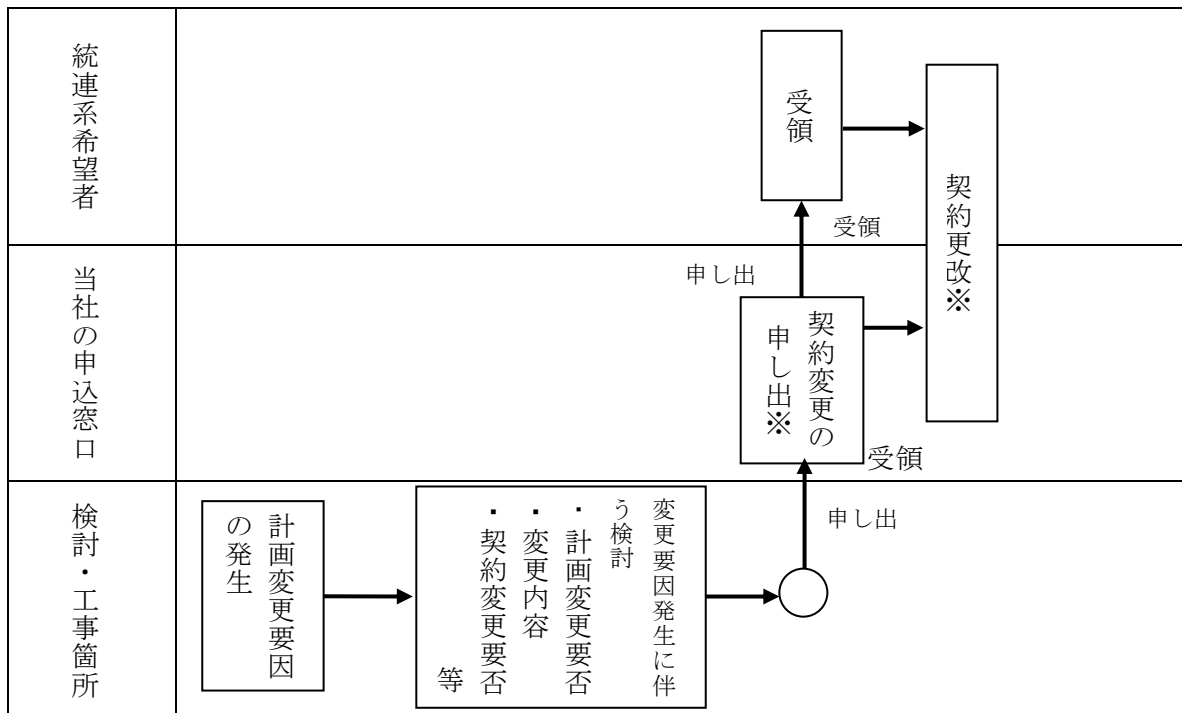 統連系希望者
受領
契約更改※
受領
当社の申込窓口
申し出
契約変更の
申し出※
受領
検討・工事箇所
計画変更要因
の発生
変更要因発生に伴
う検討
・計画変更要否
・変更内容
・契約変更要否
等
申し出